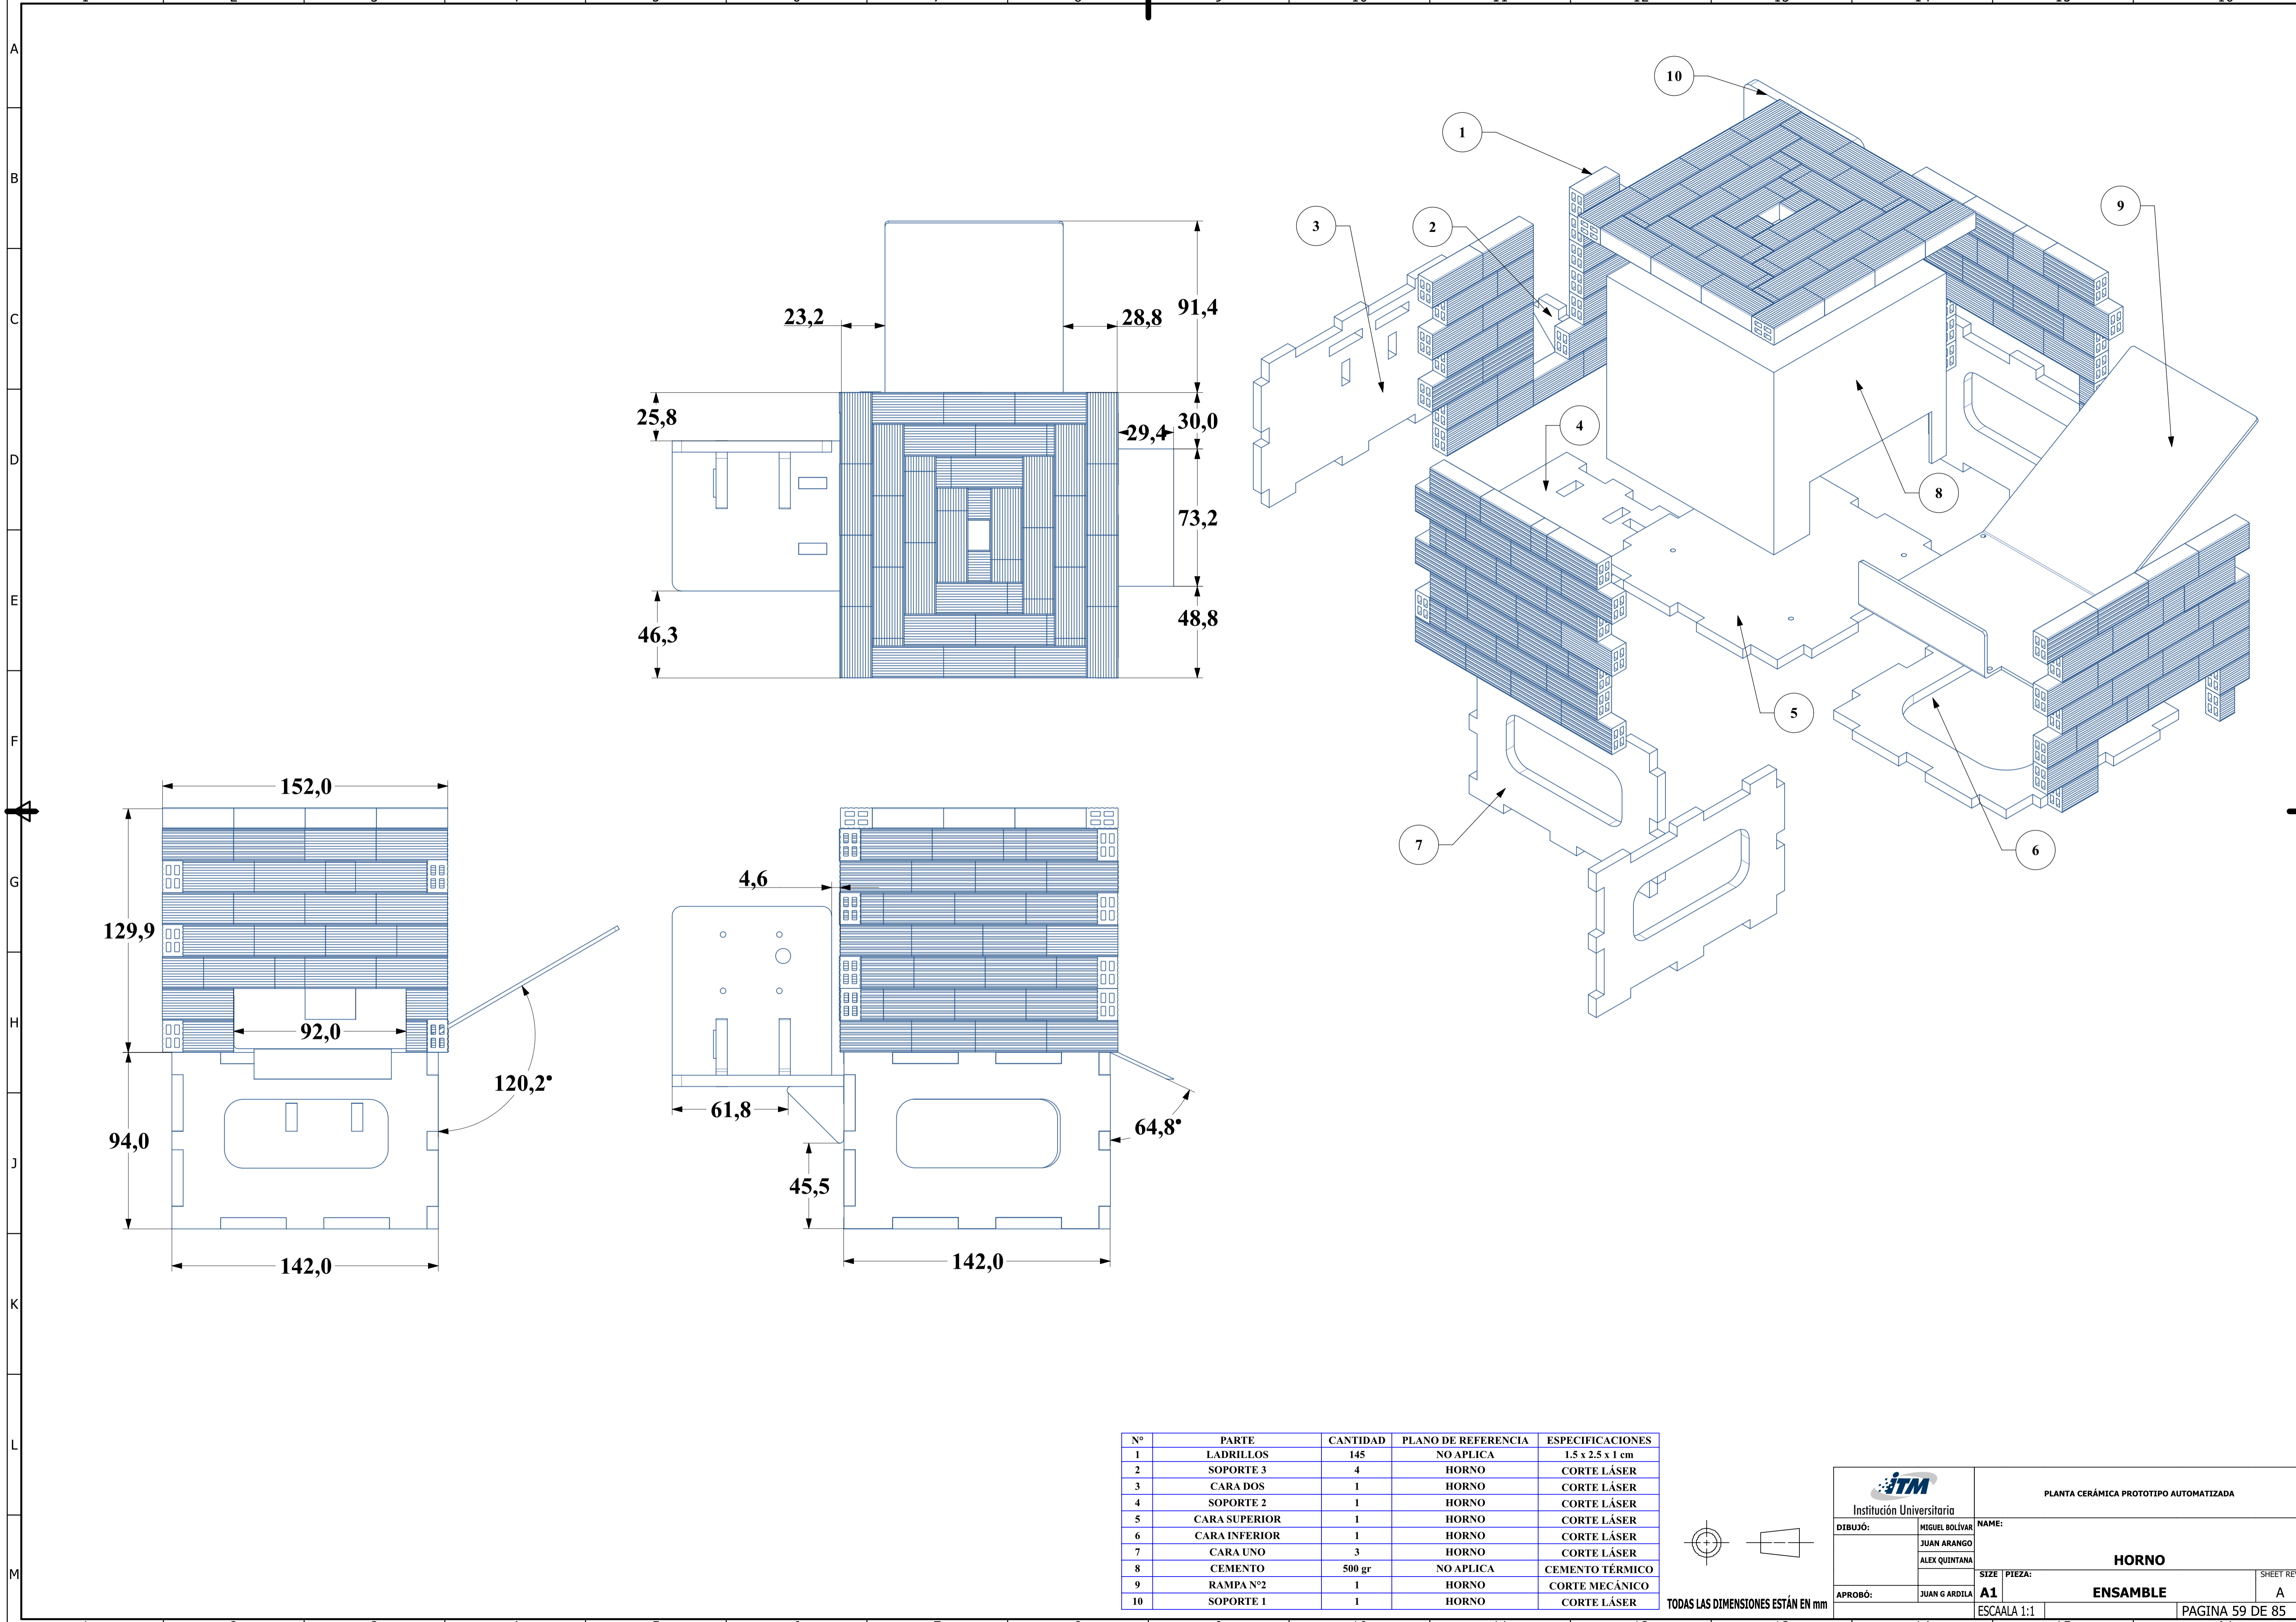 A
B
C
D
E
F
G
H
J
K
L
M
10
1
9
3
2
4
8
5
7
6
91,4
23,2
28,8
25,8
30,0
29,4
73,2
46,3
48,8
152,0
129,9
92,0
120,2°
94,0
142,0
4,6
61,8
64,8°
45,5
142,0
N° PARTE CANTIDAD PLANO DE REFERENCIA ESPECIFICACIONES
1 LADRILLOS 145 NO APLICA 1.5 x 2.5 x 1 cm
2 SOPORTE 3 4 HORNO CORTE LÁSER
3 CARA DOS 1 HORNO CORTE LÁSER
4 SOPORTE 2 1 HORNO CORTE LÁSER
5 CARA SUPERIOR 1 HORNO CORTE LÁSER
6 CARA INFERIOR 1 HORNO CORTE LÁSER
7 CARA UNO 3 HORNO CORTE LÁSER
8 CEMENTO 500 gr NO APLICA CEMENTO TÉRMICO
9 RAMPA N°2 1 HORNO CORTE MECÁNICO
10 SOPORTE 1 1 HORNO CORTE LÁSER
TODAS LAS DIMENSIONES ESTÁN EN mm
iTM
Institución Universitaria
PLANTA CERÁMICA PROTOTIPO AUTOMATIZADA
DIBUJÓ: MIGUEL BOLÍVAR
JUAN ARANGO
ALEX QUINTANA
NAME:
HORNO
APROBÓ: JUAN G ARDILA
SIZE PIEZA: SHEET
A1 ENSAMBLE A
ESCAALA 1:1 PAGINA 59 DE 85